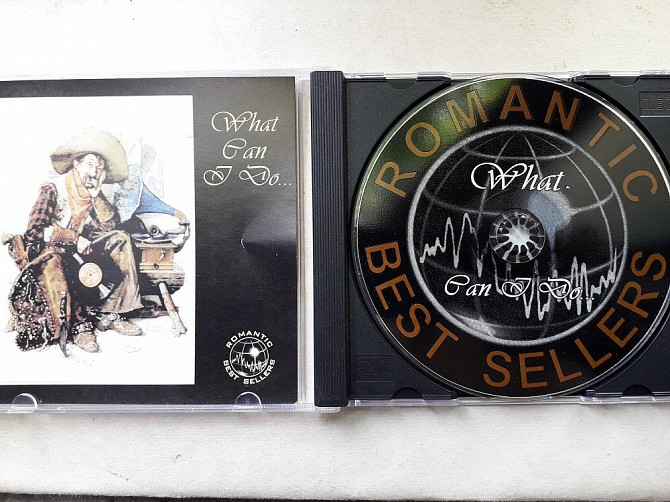 What
Can
I Do...
ROMANTIC
BEST SELLERS
ROMANTIC
What
Can I Do...
BEST SELLERS